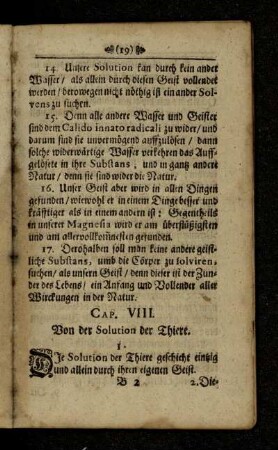 (19)
14. Unsere Solution kan durch kein ander
Wasser/ als allein durch diesen Geist vollendet
werden/ derowegen nicht nöthig ist ein ander Sol-
vens zu suchen.
15. Denn alle andere Wasser und Geister
sind dem Calido innato radicali zu wider/ und
darum sind sie unvermögend auffzulösen/ dann
solche widerwärtige Wasser verkehren das Auff-
gelösete in ihre Substans, und in gantz andere
Natur/ denn sie sind wider die Natur.
16. Unser Geist aber wird in allen Dingen
gefunden/ wiewohl er in einem Dinge besser und
kräfftiger als in einem andern ist: Gegentheils
in unserer Magnesia wird er am überflüßigsten
und am allervollkommesten gefunden.
17. Derohalben soll man keine andere geist-
liche Substans, umb die Cörper zu solviren,
suchen/ als unsern Geist/ denn dieser ist der Zun-
der des Lebens/ ein Anfang und Vollender aller
Wirckungen in der Natur.
CAP. VIII.
Von der Solution der Thiere.
1.
DJe Solution der Thiere geschicht eintzig
und allein durch ihren eigenen Geist.
B 2
2. Die-